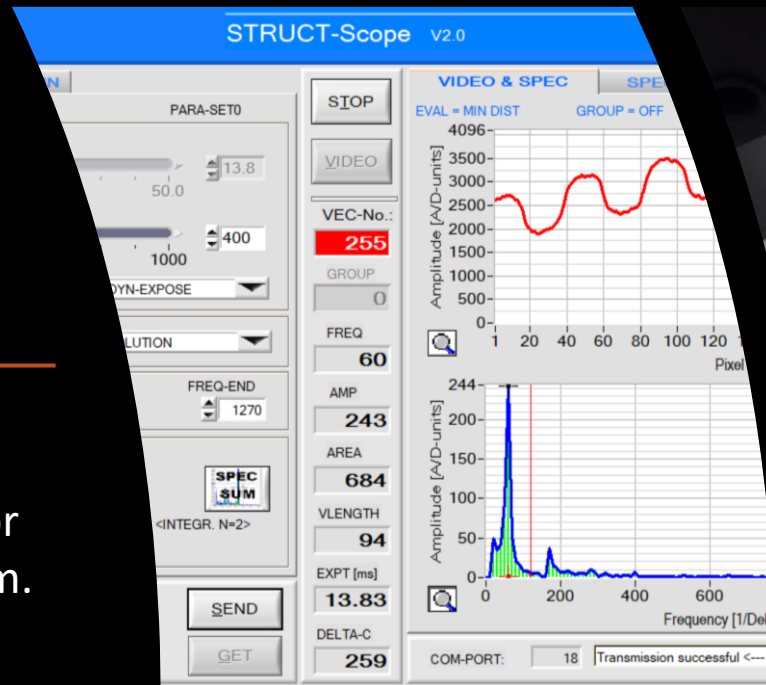 STRUCT-Scope V2.0
VIDEO & SPEC
PARA-SET0
STOP
EVAL = MIN DIST GROUP = OFF
13.8
50.0
VIDEO
VEC-No.:
400
255
1000
GROUP
0
DYN-EXPOSE
FREQ
60
FREQ-END
1270
AMP
243
AREA
684
SPEC
SUM
<INTEGR. N=2>
VLENGTH
94
EXPT [ms]
13.83
SEND
DELTA-C
GET
259
Amplitude [A/D-units]
4096
3500
3000
2500
2000
1500
1000
500
0
1 20 40 60 80 100 120
Pixel
Amplitude [A/D-units]
244
200
150
100
50
0
0 200 400 600
Frequency
COM-PORT: 18 Transmission successful <---